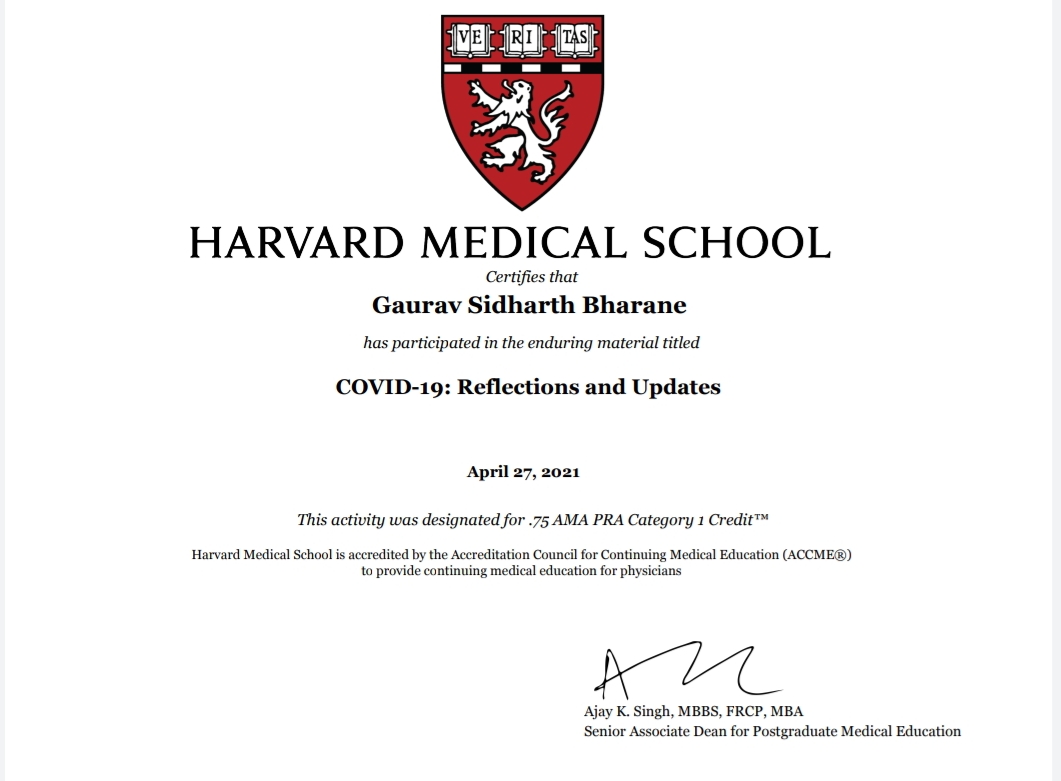 VE RI TAS
HARVARD MEDICAL SCHOOL
Certifies that
Gaurav Sidharth Bharane
has participated in the enduring material titled
COVID-19: Reflections and Updates
April 27, 2021
This activity was designated for .75 AMA PRA Category 1 Credit™
Harvard Medical School is accredited by the Accreditation Council for Continuing Medical Education (ACCME®)
to provide continuing medical education for physicians
Ajay K. Singh, MBBS, FRCP, MBA
Senior Associate Dean for Postgraduate Medical Education